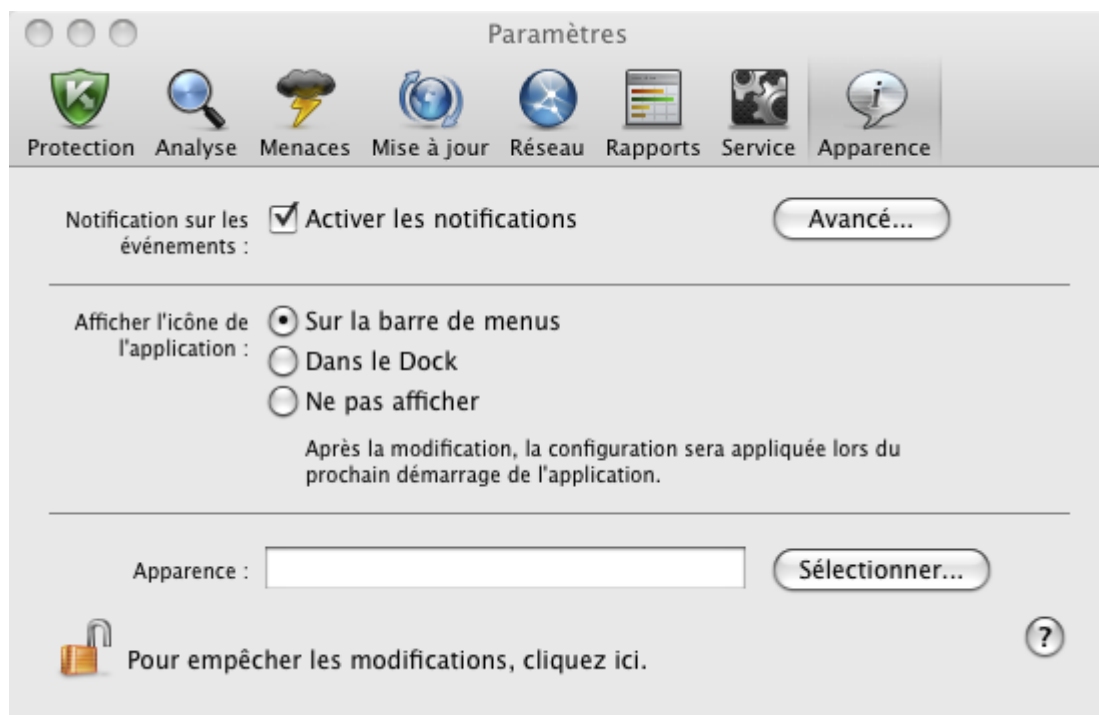 Paramètres
Protection Analyse Menaces Mise à jour Réseau Rapports Service Apparence
Notification sur les
événements :
Activer les notifications
Avancé...
Afficher l'icône de
l'application :
Sur la barre de menus
Dans le Dock
Ne pas afficher
Après la modification, la configuration sera appliquée lors du
prochain démarrage de l'application.
Apparence :
Sélectionner...
Pour empêcher les modifications, cliquez ici.
?